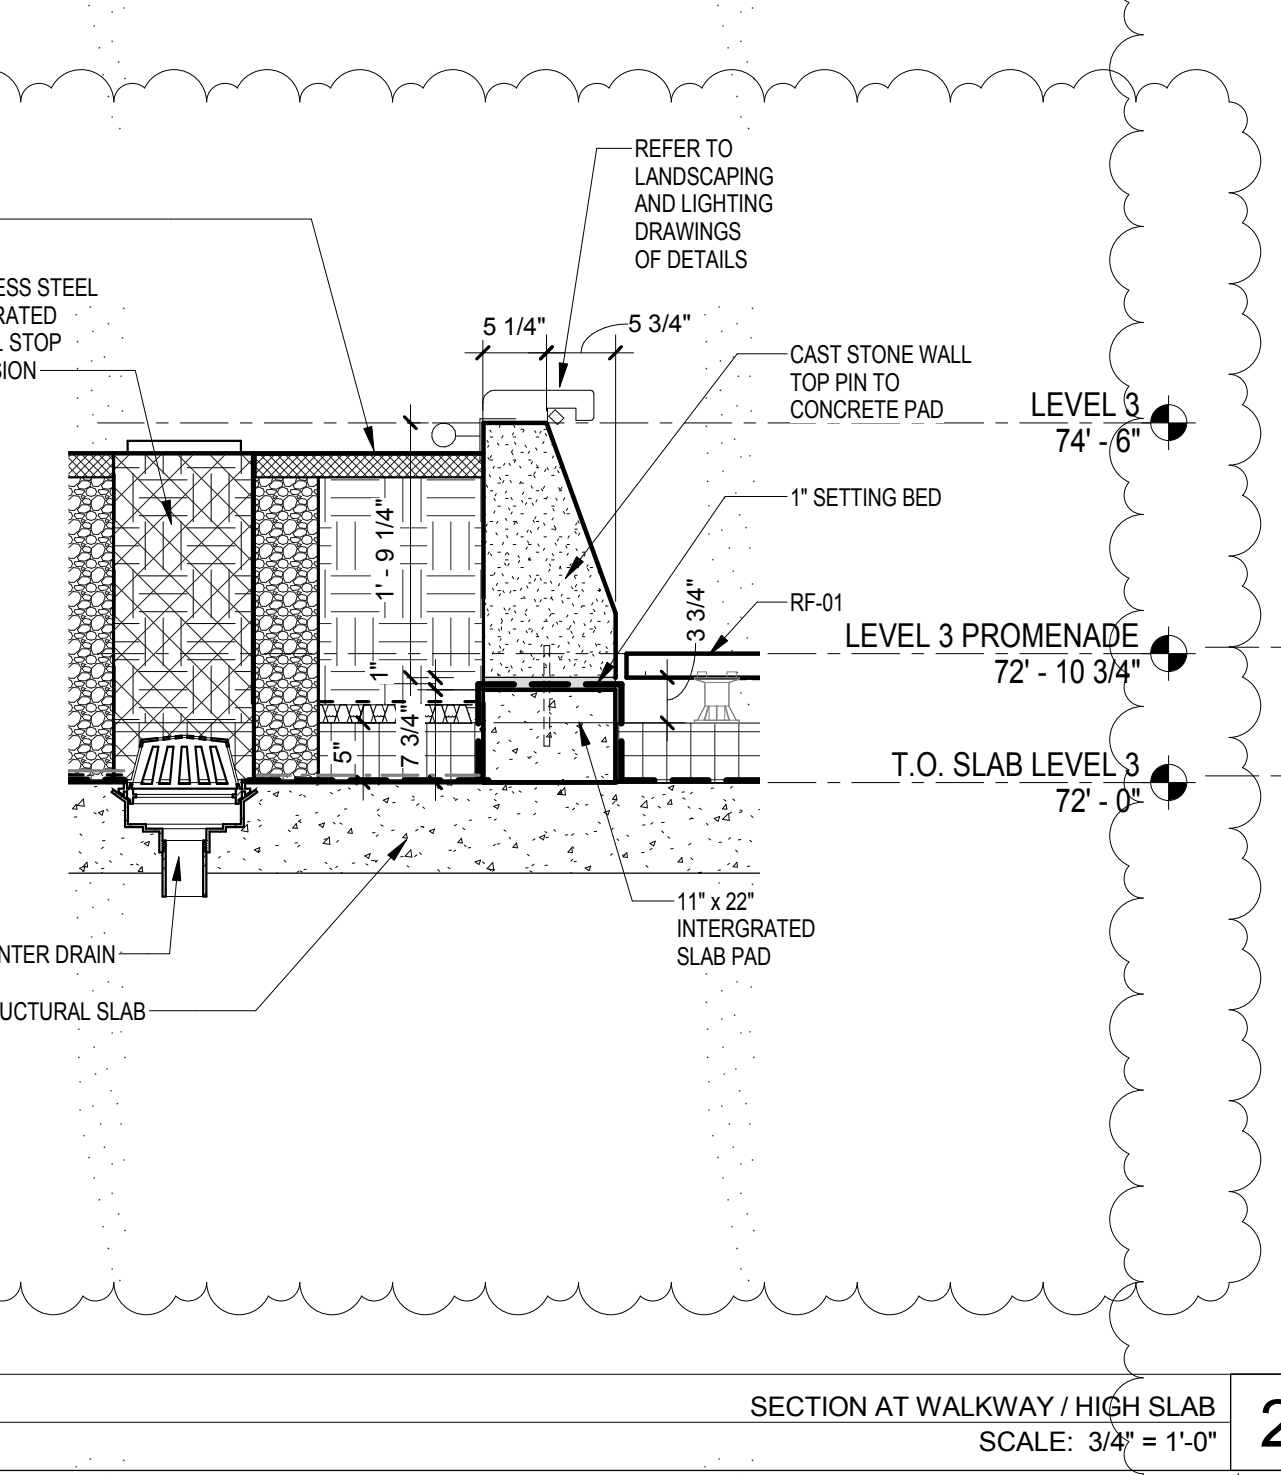 REFER TO
LANDSCAPING
AND LIGHTING
DRAWINGS
OF DETAILS
ESS STEEL
RATED
L STOP
SION
5 1/4"
5 3/4"
CAST STONE WALL
TOP PIN TO
CONCRETE PAD
LEVEL 3
74' - 6"
1" SETTING BED
1' - 9 1/4"
3 3/4"
RF-01
LEVEL 3 PROMENADE
72' - 10 3/4"
1"
7 3/4"
5"
T.O. SLAB LEVEL 3
72' - 0"
11" x 22"
INTERGRATED
SLAB PAD
NTER DRAIN
UCTURAL SLAB
SECTION AT WALKWAY / HIGH SLAB
SCALE: 3/4" = 1'-0"
2